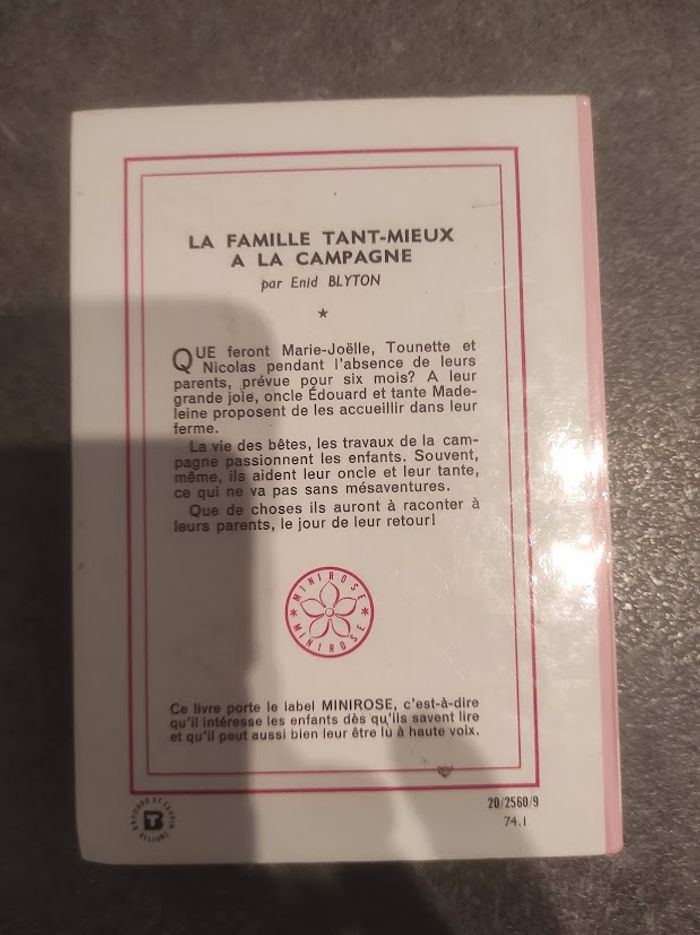 LA FAMILLE TANT-MIEUX
A LA CAMPAGNE
par Enid BLYTON
*
QUE feront Marie-Joëlle, Tounette et
Nicolas pendant l'absence de leurs
parents, prévue pour six mois? A leur
grande joie, oncle Édouard et tante Made-
leine proposent de les accueillir dans leur
ferme.
La vie des bêtes, les travaux de la cam-
pagne passionnent les enfants. Souvent,
même, ils aident leur oncle et leur tante,
ce qui ne va pas sans mésaventures.
Que de choses ils auront à raconter à
leurs parents, le jour de leur retour!
* MINIROSE * MINIROSE
Ce livre porte le label MINIROSE, c'est-à-dire
qu'il intéresse les enfants dès qu'ils savent lire
et qu'il peut aussi bien leur être lu à haute voix.
BRODARD ET TAUPIN
RELIURE
20/2560/9
74.I